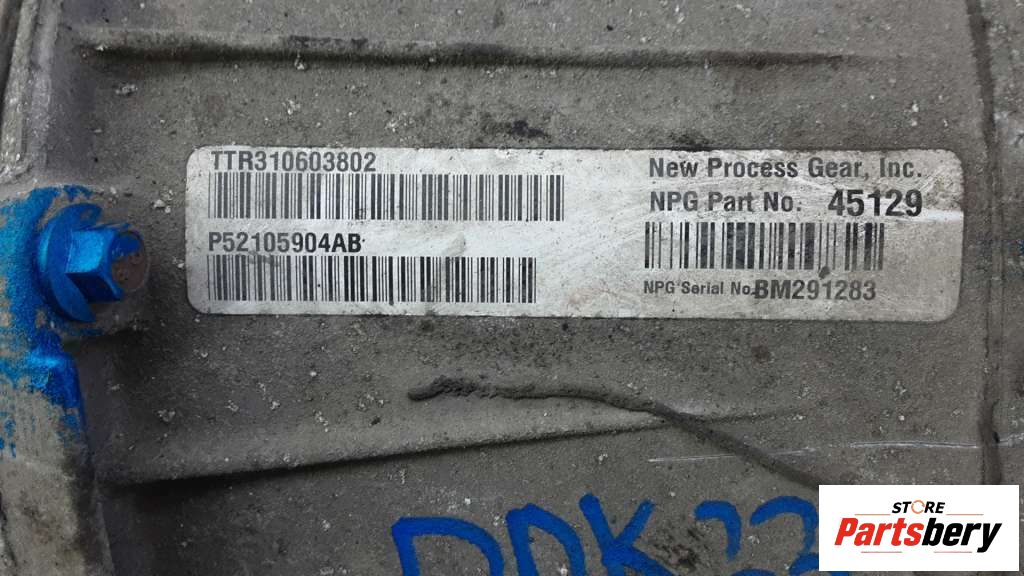 TTR310603802
P52105904AB
New Process Gear, Inc.
NPG Part No. 45129
NPG Serial No. BM291283
STORE
Partsbery